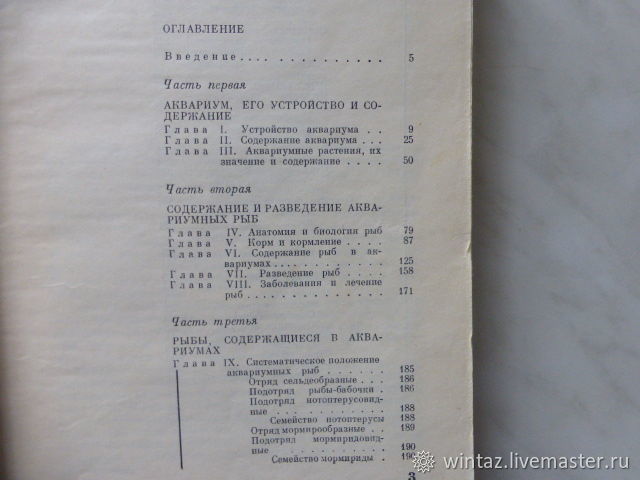 ОГЛАВЛЕНИЕ
Введение.... . . . . . . . . . . 5
Часть первая
АКВАРИУМ, ЕГО УСТРОЙСТВО И СО-
ДЕРЖАНИЕ
Глава I. Устройство аквариума . . 9
Глава II. Содержание аквариума . . . 25
Глава III. Аквариумные растения, их
значение и содержание . . . . 50
Часть вторая
СОДЕРЖАНИЕ И РАЗВЕДЕНИЕ АКВА-
РИУМНЫХ РЫБ
Глава IV. Анатомия и биология рыб 79
Глава V. Корм и кормление . . . . 87
Глава VI. Содержание рыб в ак-
вариумах . . . . . . . . . . . 125
Глава VII. Разведение рыб . . . . 158
Глава VIII. Заболевания и лечение
рыб . . . . . . . . . . . . . . 171
Часть третья
РЫБЫ, СОДЕРЖАЩИЕСЯ В АКВА-
РИУМАХ
Глава IX. Систематическое положение
аквариумных рыб . . . . . . 185
Отряд сельдеобразные . . . 186
Подотряд рыбы-бабочки . . 186
Подотряд нотоптерусовид-
ные . . . . . . . . . . 188
Семейство нотоптерусы 188
Отряд мормирообразные . . 189
Подотряд мормировид-
ные . . . . . . . . . . 190
Семейство мормириды . 190
3
wintaz.livemaster.ru